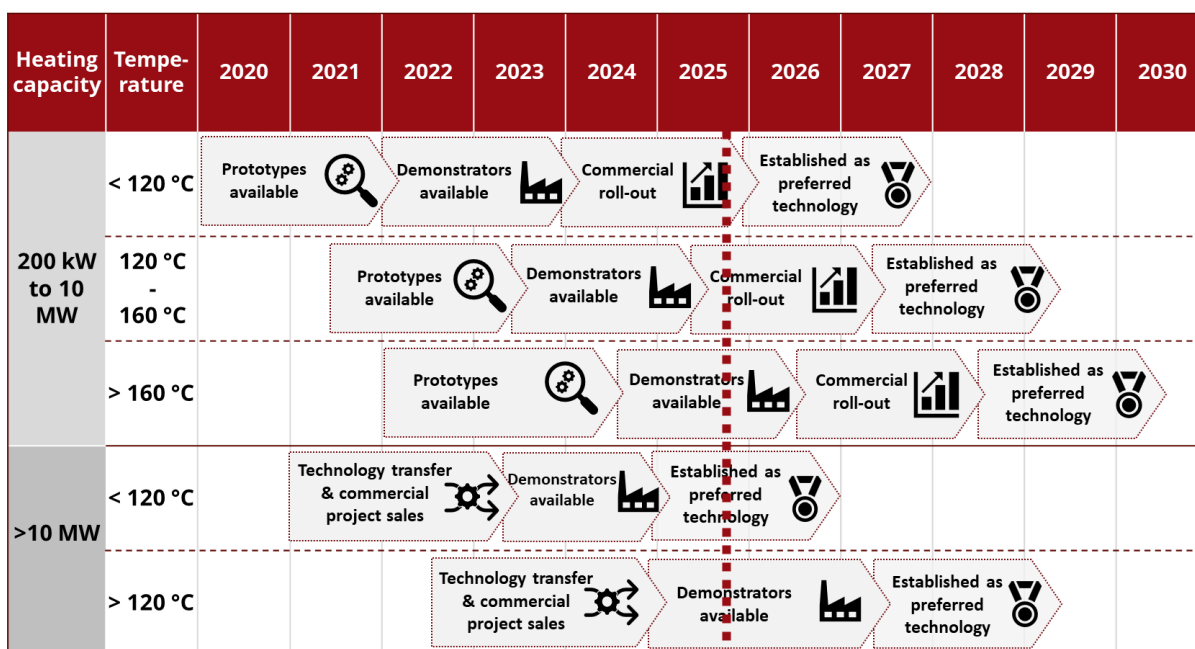 Heating
capacity
Tempe-
rature
2020
2021
2022
2023
2024
2025
2026
2027
2028
2029
2030
200 kW
to 10
MW
< 120 °C
Prototypes
available
Demonstrators
available
Commercial
roll-out
Established as
preferred
technology
120 °C
-
160 °C
Prototypes
available
Demonstrators
available
Commercial
roll-out
Established as
preferred
technology
> 160 °C
Prototypes
available
Demonstrators
available
Commercial
roll-out
Established as
preferred
technology
>10 MW
< 120 °C
Technology transfer
& commercial
project sales
Demonstrators
available
Established as
preferred
technology
> 120 °C
Technology transfer
& commercial
project sales
Demonstrators
available
Established as
preferred
technology